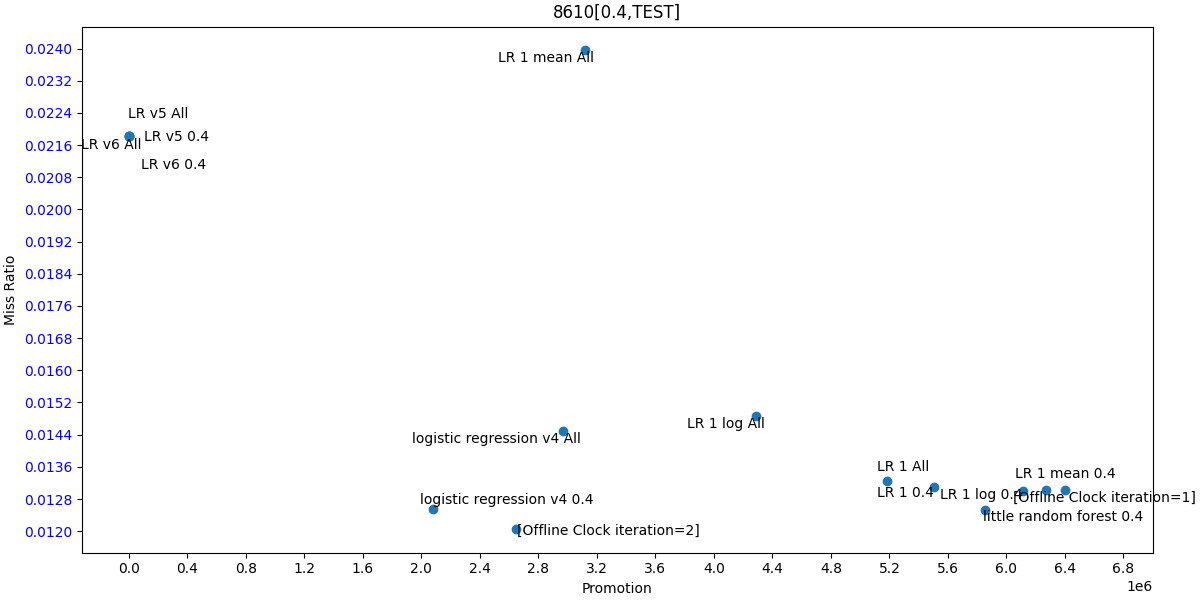 8610[0.4,TEST]
Miss Ratio
0.0240
0.0232
0.0224
0.0216
0.0208
0.0200
0.0192
0.0184
0.0176
0.0168
0.0160
0.0152
0.0144
0.0136
0.0128
0.0120
LR 1 mean All
LR v5 All
LR v5 0.4
LR v6 All
LR v6 0.4
LR 1 log All
logistic regression v4 All
LR 1 All
LR 1 mean 0.4
LR 1 0.4
LR 1 log 0.4
[Offline Clock iteration=1]
logistic regression v4 0.4
little random forest 0.4
[Offline Clock iteration=2]
0.0 0.4 0.8 1.2 1.6 2.0 2.4 2.8 3.2 3.6 4.0 4.4 4.8 5.2 5.6 6.0 6.4 6.8
1e6
Promotion